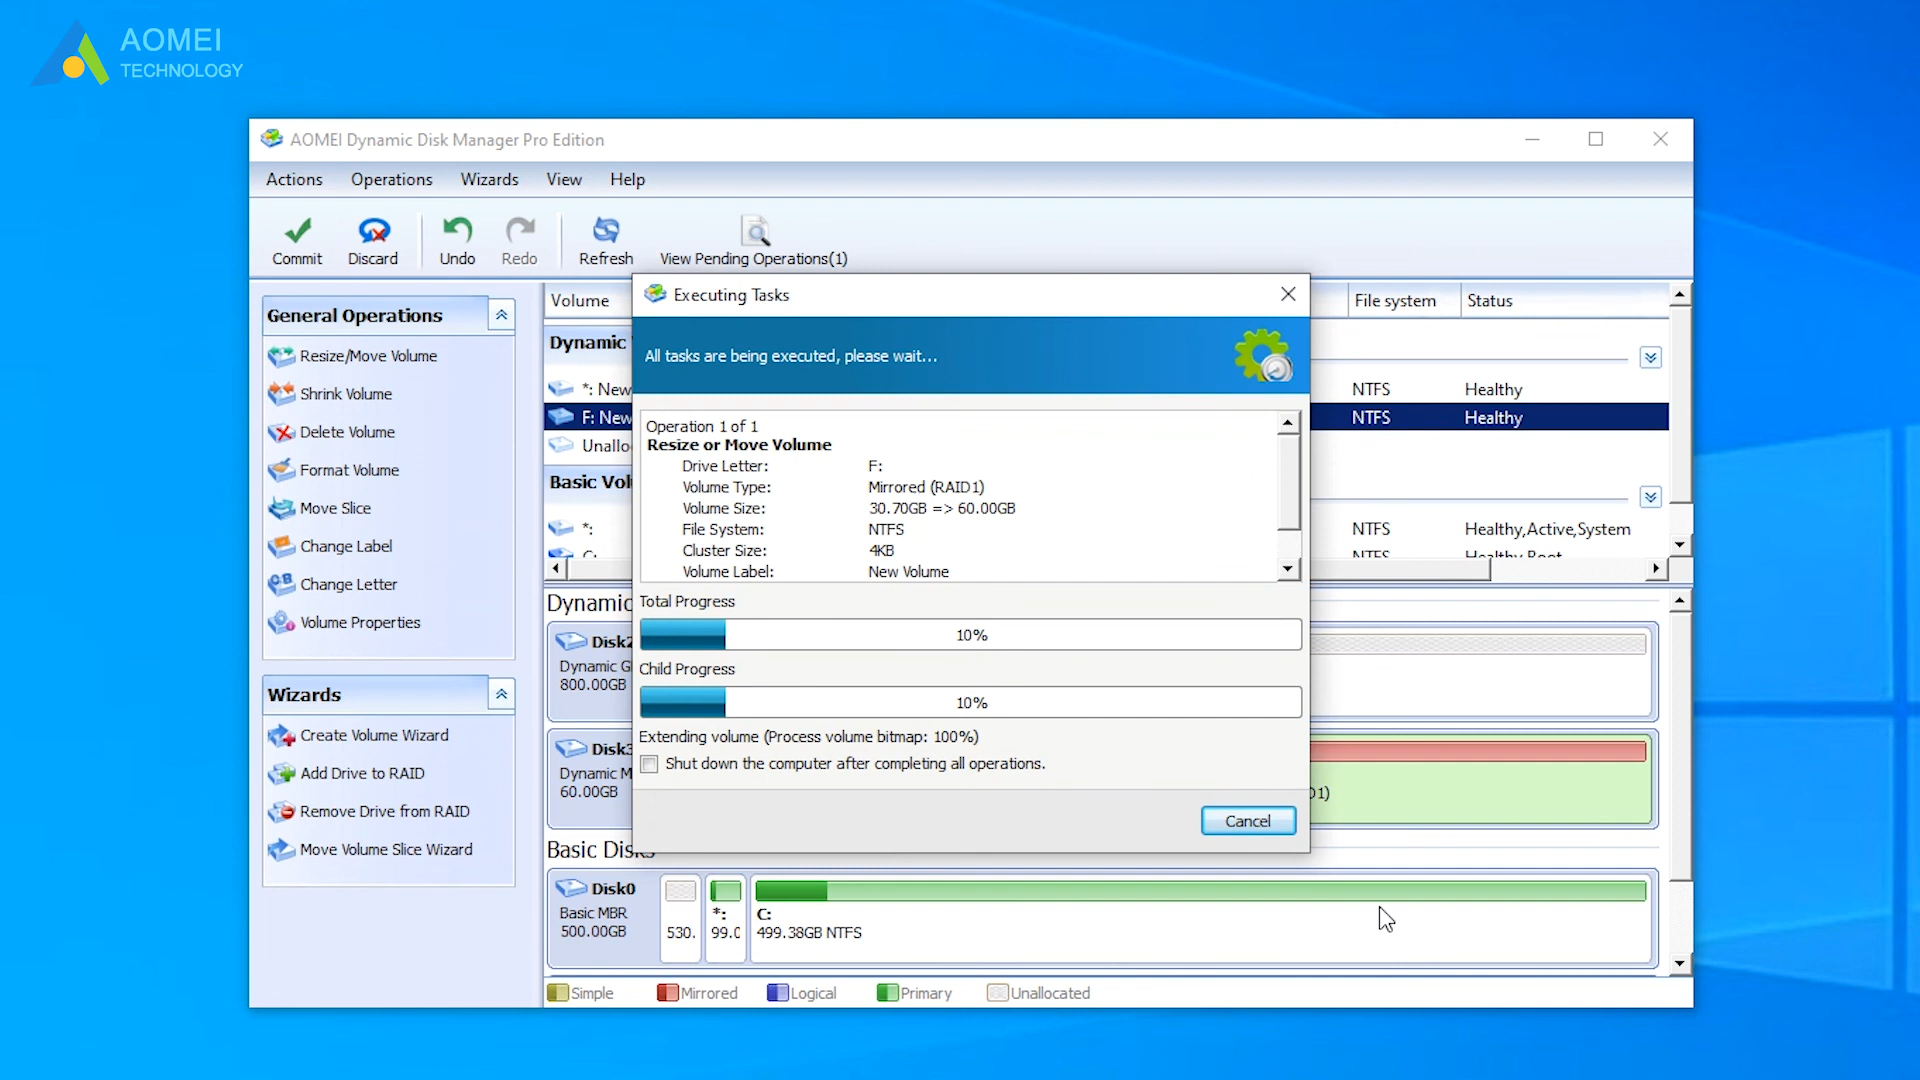 AOMEI
TECHNOLOGY
AOMEI Dynamic Disk Manager Pro Edition
Actions Operations Wizards View Help
Commit Discard Undo Redo Refresh View Pending Operations(1)
General Operations
Resize/Move Volume
Shrink Volume
Delete Volume
Format Volume
Move Slice
Change Label
Change Letter
Volume Properties
Wizards
Create Volume Wizard
Add Drive to RAID
Remove Drive from RAID
Move Volume Slice Wizard
Volume File system Status
Dynamic
*: New NTFS Healthy
F: New NTFS Healthy
Unallo
Basic Vol
*: NTFS Healthy,Active,System
C: NTFS Healthy,Boot
Executing Tasks
All tasks are being executed, please wait...
Operation 1 of 1
Resize or Move Volume
Drive Letter: F:
Volume Type: Mirrored (RAID1)
Volume Size: 30.70GB => 60.00GB
File System: NTFS
Cluster Size: 4KB
Volume Label: New Volume
Total Progress
10%
Child Progress
10%
Extending volume (Process volume bitmap: 100%)
Shut down the computer after completing all operations.
Cancel
Dynamic
Disk2
Dynamic G
800.00GB
Disk3
Dynamic M
60.00GB
D1)
Basic Disks
Disk0
Basic MBR
500.00GB
530.
*:
99.0
C:
499.38GB NTFS
Simple Mirrored Logical Primary Unallocated